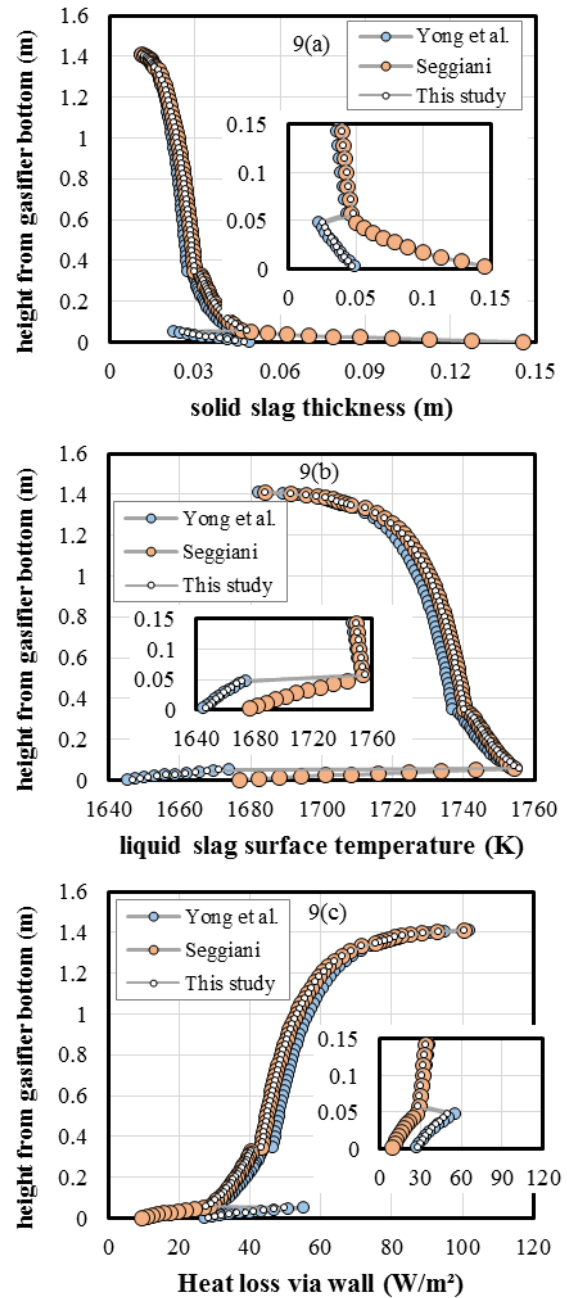 9(a)
Yong et al.
Seggiani
This study
height from gasifier bottom (m)
1.6
1.4
1.2
1
0.8
0.6
0.4
0.2
0
0.15
0.1
0.05
0
0 0.05 0.1 0.15
0 0.03 0.06 0.09 0.12 0.15
solid slag thickness (m)
9(b)
Yong et al.
Seggiani
This study
height from gasifier bottom (m)
1.6
1.4
1.2
1
0.8
0.6
0.4
0.2
0
0.15
0.1
0.05
0
1640 1680 1720 1760
1640 1660 1680 1700 1720 1740 1760
liquid slag surface temperature (K)
9(c)
Yong et al.
Seggiani
This study
height from gasifier bottom (m)
1.6
1.4
1.2
1
0.8
0.6
0.4
0.2
0
0.15
0.1
0.05
0
0 30 60 90 120
0 20 40 60 80 100 120
Heat loss via wall (W/m²)